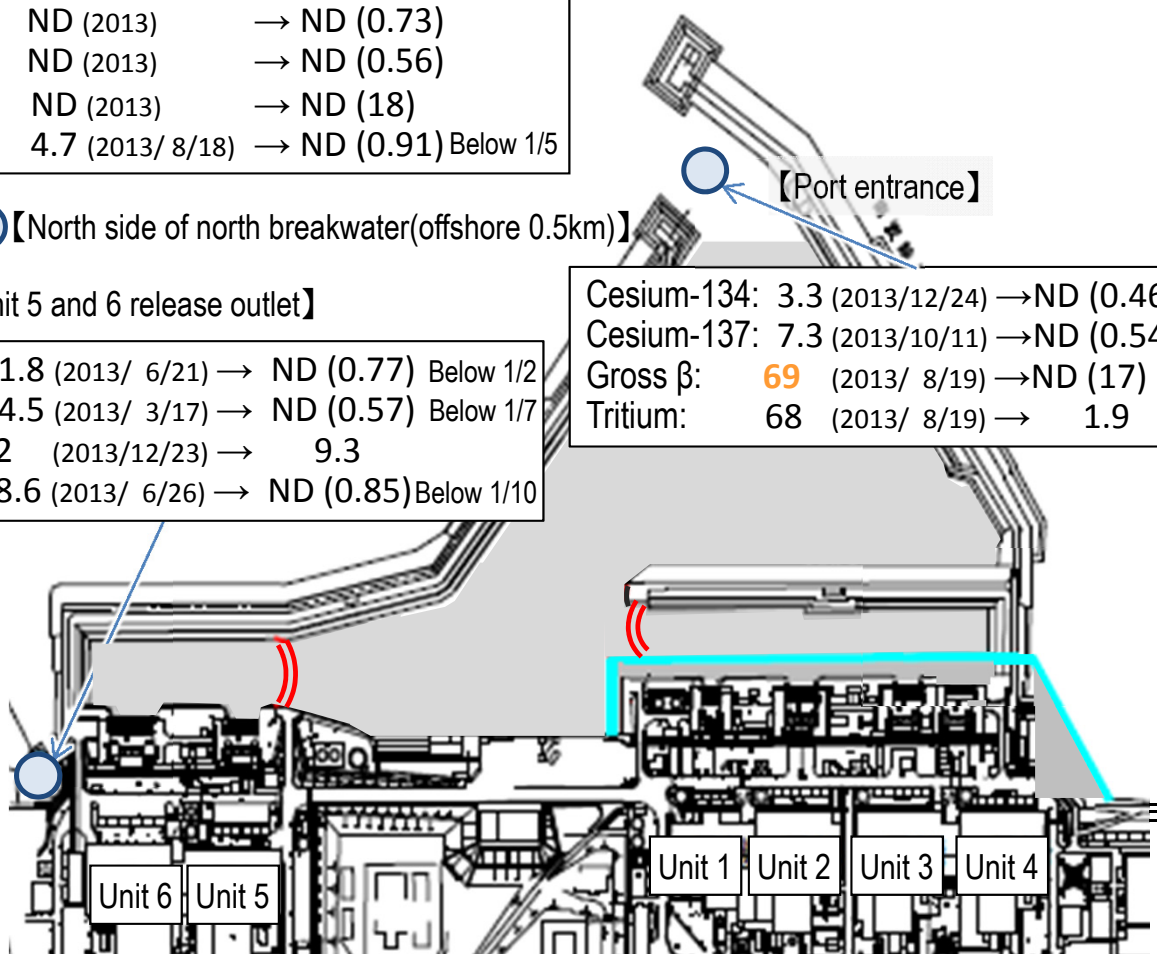 ND (2013) → ND (0.73)
ND (2013) → ND (0.56)
ND (2013) → ND (18)
4.7 (2013/ 8/18) → ND (0.91) Below 1/5
【Port entrance】
【North side of north breakwater(offshore 0.5km)】
nit 5 and 6 release outlet】
Cesium-134: 3.3 (2013/12/24) →ND (0.46
Cesium-137: 7.3 (2013/10/11) →ND (0.54
Gross β: 69 (2013/ 8/19) →ND (17)
Tritium: 68 (2013/ 8/19) → 1.9
1.8 (2013/ 6/21) → ND (0.77) Below 1/2
4.5 (2013/ 3/17) → ND (0.57) Below 1/7
2 (2013/12/23) → 9.3
8.6 (2013/ 6/26) → ND (0.85) Below 1/10
Unit 1 Unit 2 Unit 3 Unit 4
Unit 6 Unit 5